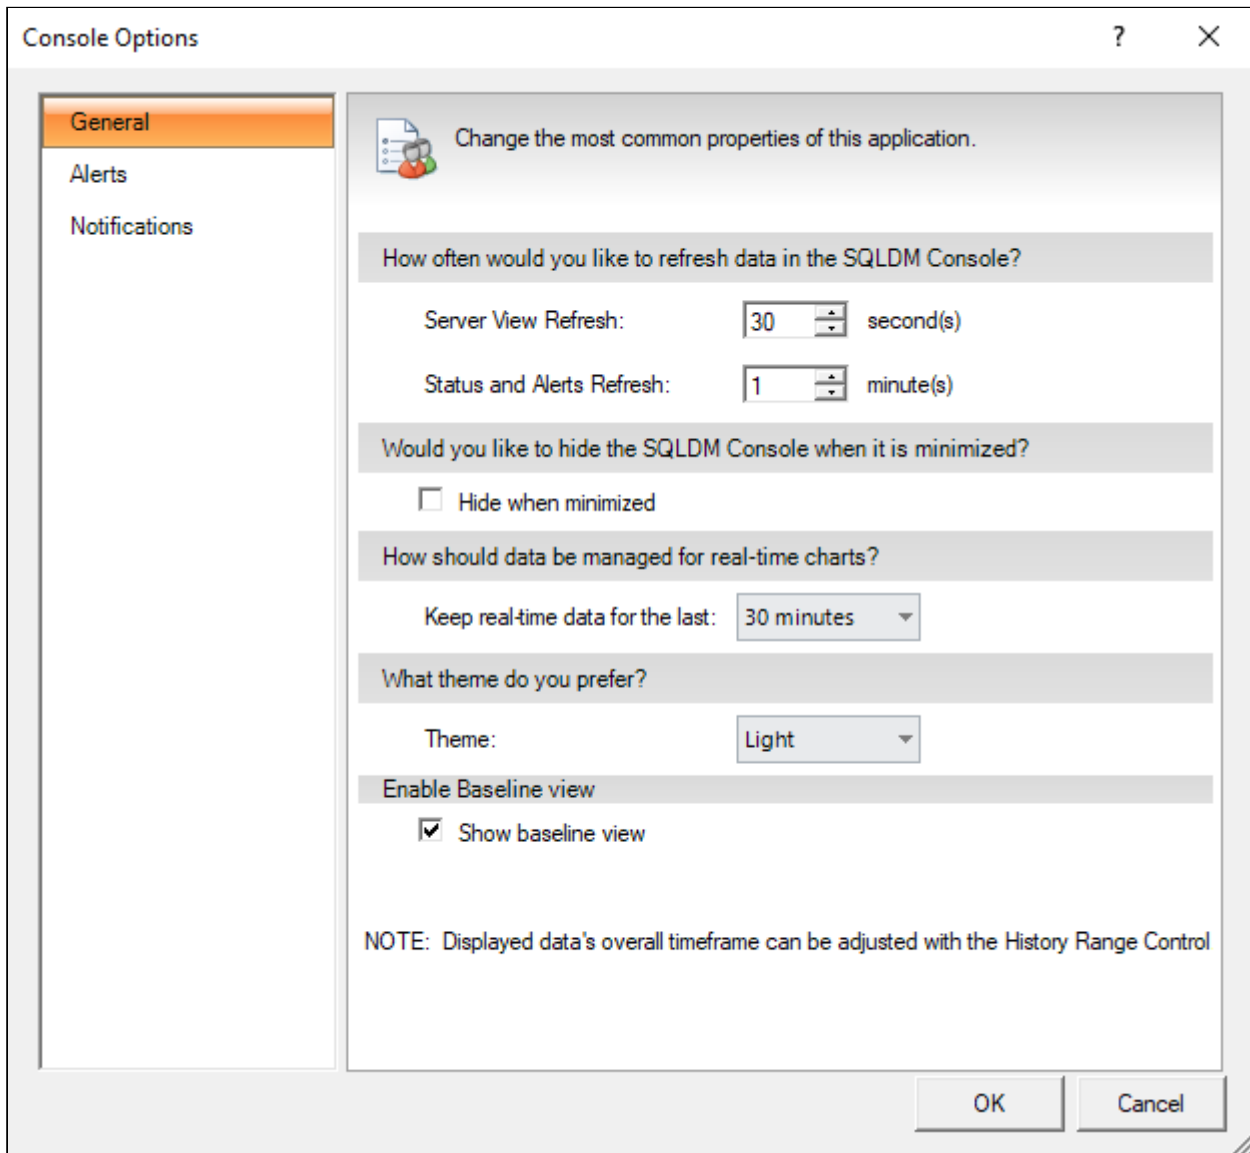 Console Options
?
General
Alerts
Notifications
Change the most common properties of this application.
How often would you like to refresh data in the SQLDM Console?
Server View Refresh: 30 second(s)
Status and Alerts Refresh: 1 minute(s)
Would you like to hide the SQLDM Console when it is minimized?
Hide when minimized
How should data be managed for real-time charts?
Keep real-time data for the last: 30 minutes
What theme do you prefer?
Theme: Light
Enable Baseline view
Show baseline view
NOTE:  Displayed data's overall timeframe can be adjusted with the History Range Control
OK Cancel